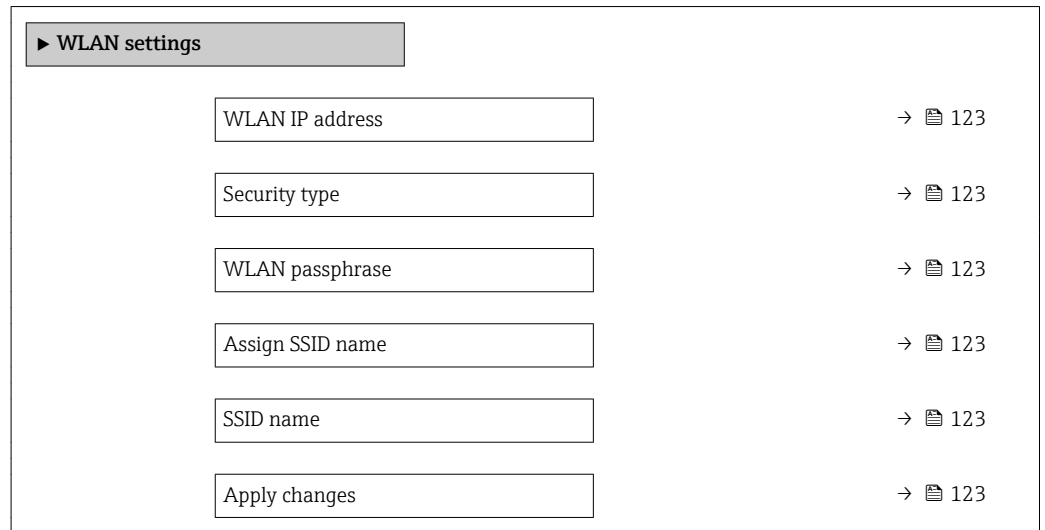 ▶ WLAN settings
WLAN IP address → 🖺 123
Security type → 🖺 123
WLAN passphrase → 🖺 123
Assign SSID name → 🖺 123
SSID name → 🖺 123
Apply changes → 🖺 123